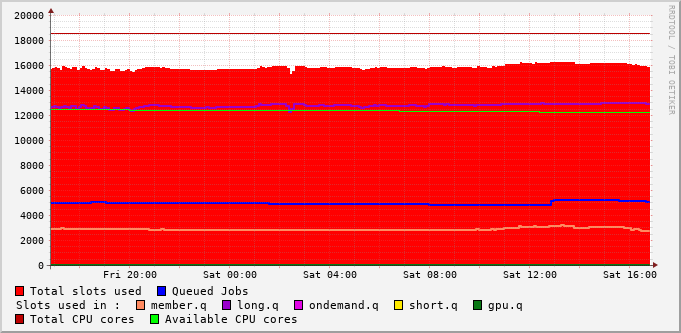 RRDTOOL / TOBI OETIKER
20000
18000
16000
14000
12000
10000
8000
6000
4000
2000
0
Fri 20:00 Sat 00:00 Sat 04:00 Sat 08:00 Sat 12:00 Sat 16:00
Total slots used Queued Jobs
Slots used in : member.q long.q ondemand.q short.q gpu.q
Total CPU cores Available CPU cores